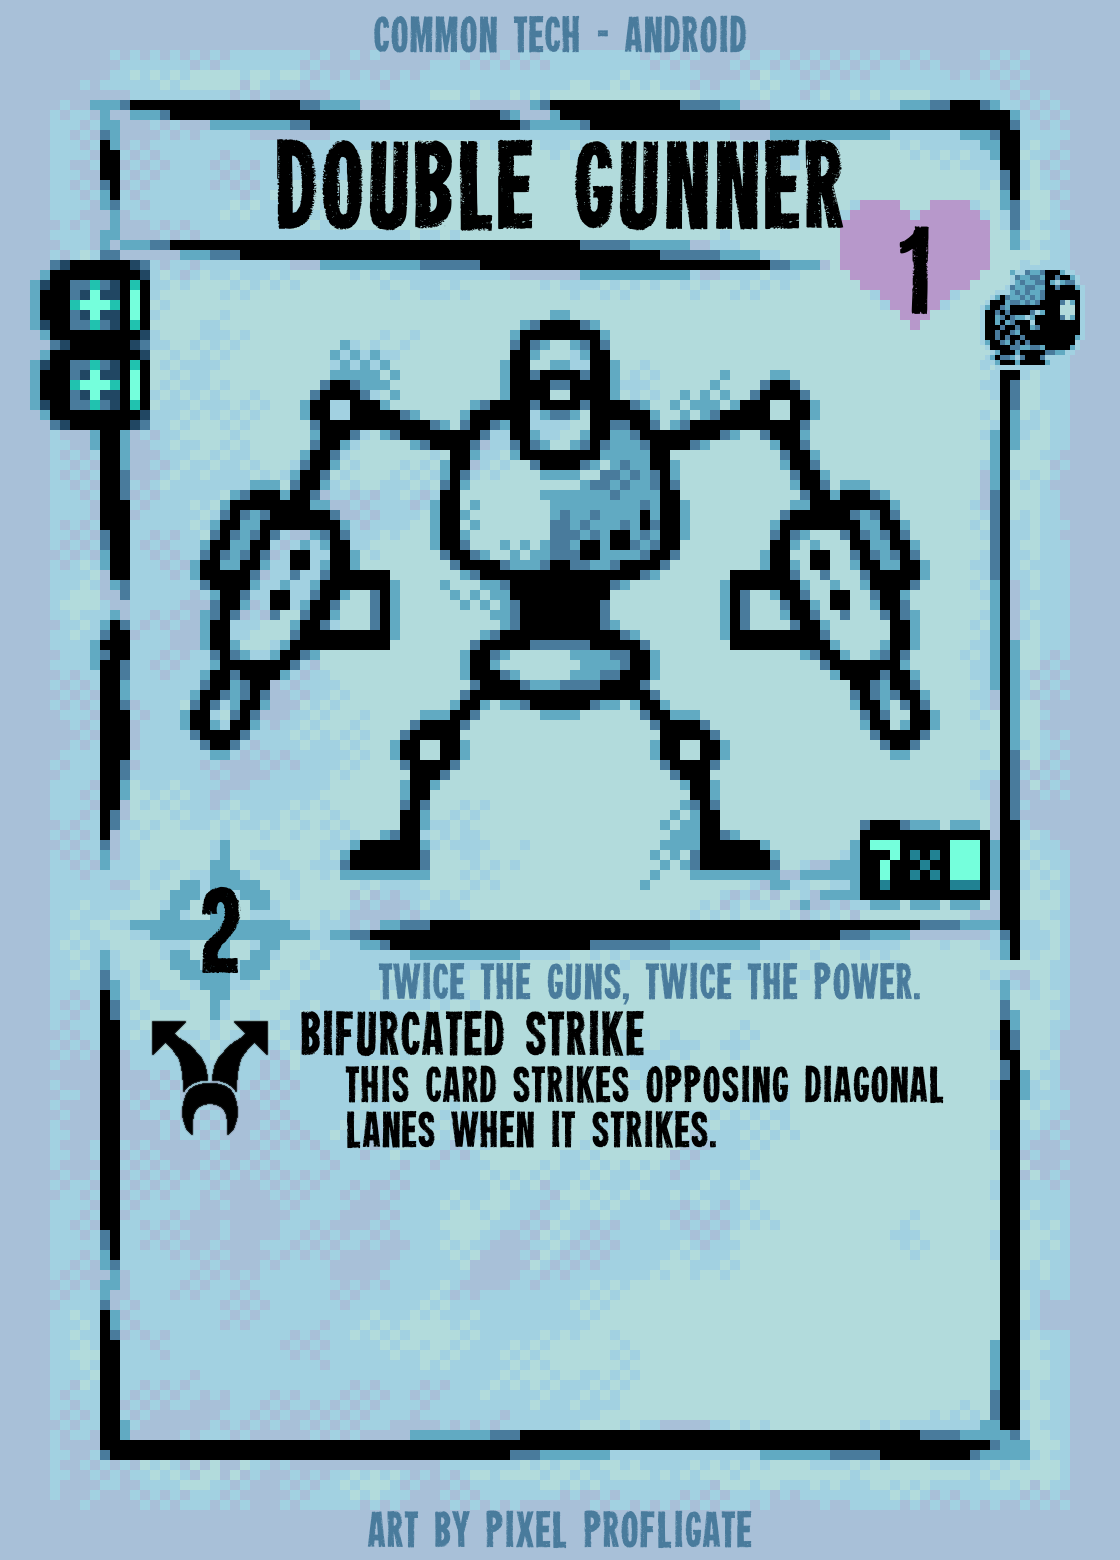 COMMON TECH - ANDROID
DOUBLE GUNNER
1
7×
2
TWICE THE GUNS, TWICE THE POWER.
BIFURCATED STRIKE
THIS CARD STRIKES OPPOSING DIAGONAL
LANES WHEN IT STRIKES.
ART BY PIXEL PROFLIGATE